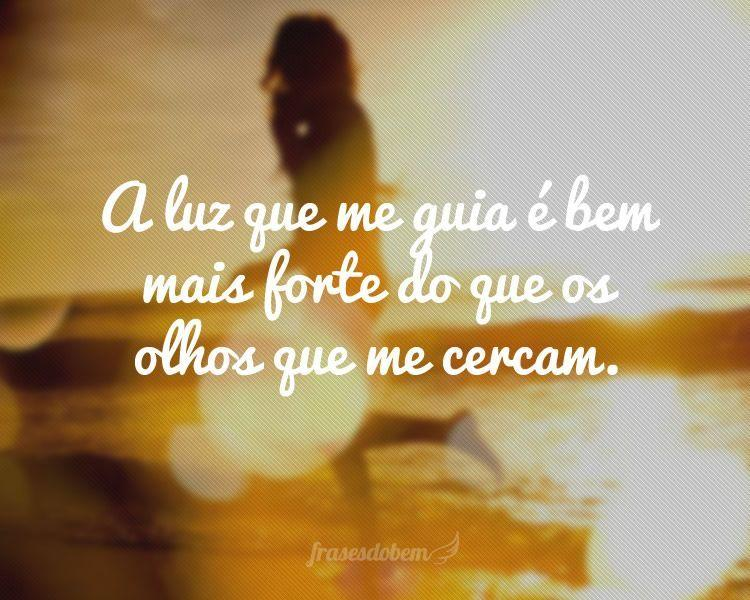 A luz que me guia é bem
mais forte do que os
olhos que me cercam.
frasesdobem